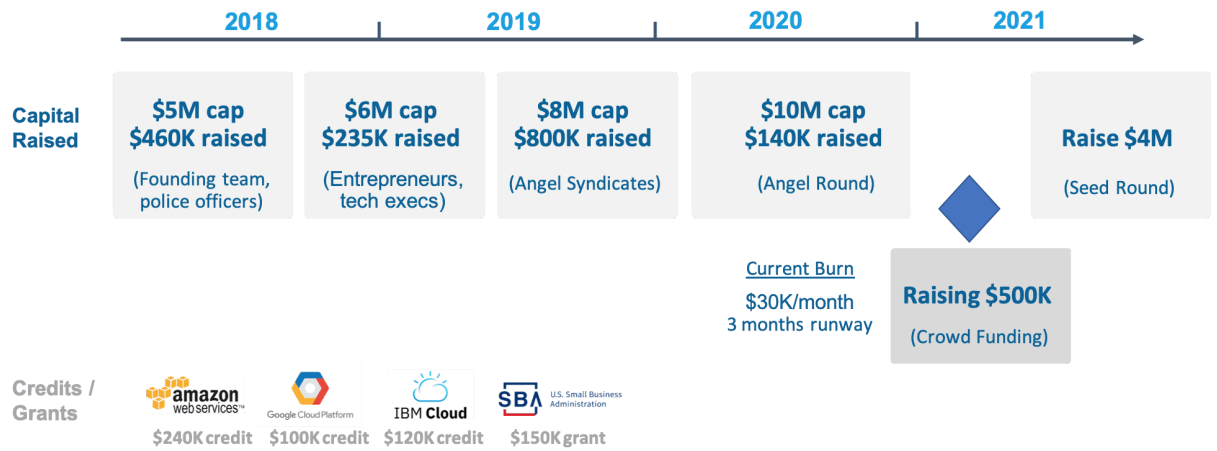 2018 2019 2020 2021
Capital
Raised
$5M cap
$460K raised
(Founding team,
police officers)
$6M cap
$235K raised
(Entrepreneurs,
tech execs)
$8M cap
$800K raised
(Angel Syndicates)
$10M cap
$140K raised
(Angel Round)
Raise $4M
(Seed Round)
Current Burn
$30K/month
3 months runway
Raising $500K
(Crowd Funding)
Credits /
Grants
amazon
web services™
$240K credit
Google Cloud Platform
$100K credit
IBM Cloud
$120K credit
SBA
U.S. Small Business
Administration
$150K grant